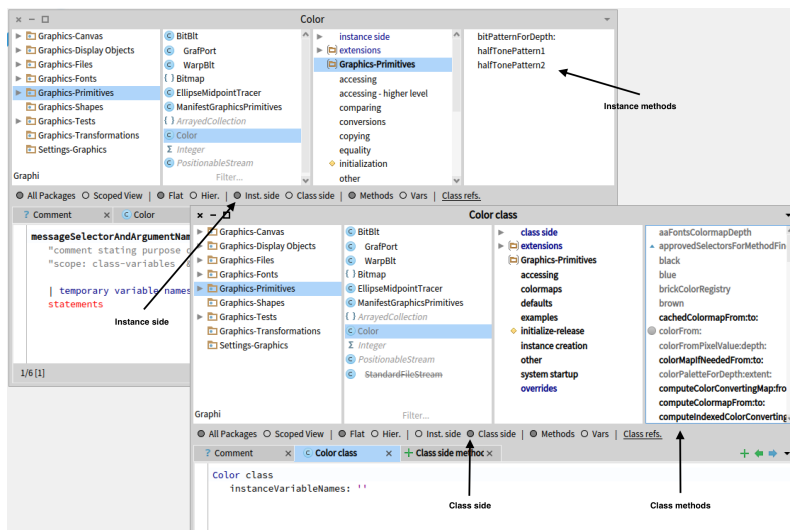 Color
Graphics-Canvas
Graphics-Display Objects
Graphics-Files
Graphics-Fonts
Graphics-Primitives
Graphics-Shapes
Graphics-Tests
Graphics-Transformations
Settings-Graphics
Graphi
BitBlt
GrafPort
WarpBlt
{ } Bitmap
EllipseMidpointTracer
ManifestGraphicsPrimitives
{ } ArrayedCollection
Color
Σ Integer
PositionableStream
Filter...
instance side
extensions
Graphics-Primitives
accessing
accessing - higher level
comparing
conversions
copying
equality
initialization
other
bitPatternForDepth:
halfTonePattern1
halfTonePattern2
Instance methods
All Packages Scoped View | Flat Hier. | Inst. side Class side | Methods Vars | Class refs.
? Comment × Color
messageSelectorAndArgumentNam
"comment stating purpose o
"scope: class-variables &
| temporary variable names
statements
Instance side
1/6 [1]
Color class
Graphics-Canvas
Graphics-Display Objects
Graphics-Files
Graphics-Fonts
Graphics-Primitives
Graphics-Shapes
Graphics-Tests
Graphics-Transformations
Settings-Graphics
Graphi
BitBlt
GrafPort
WarpBlt
{ } Bitmap
EllipseMidpointTracer
ManifestGraphicsPrimitives
{ } ArrayedCollection
Color
Σ Integer
PositionableStream
StandardFileStream
Filter...
class side
extensions
Graphics-Primitives
accessing
colormaps
defaults
examples
initialize-release
instance creation
other
system startup
overrides
aaFontsColormapDepth
approvedSelectorsForMethodFin
black
blue
brickColorRegistry
brown
cachedColormapFrom:to:
colorFrom:
colorFromPixelValue:depth:
colorMapIfNeededFrom:to:
colorPaletteForDepth:extent:
computeColorConvertingMap:fro
computeColormapFrom:to:
computeIndexedColorConverting
All Packages Scoped View | Flat Hier. | Inst. side Class side | Methods Vars | Class refs.
? Comment × Color class × Class side methoc ×
Color class
instanceVariableNames: ''
Class side
Class methods